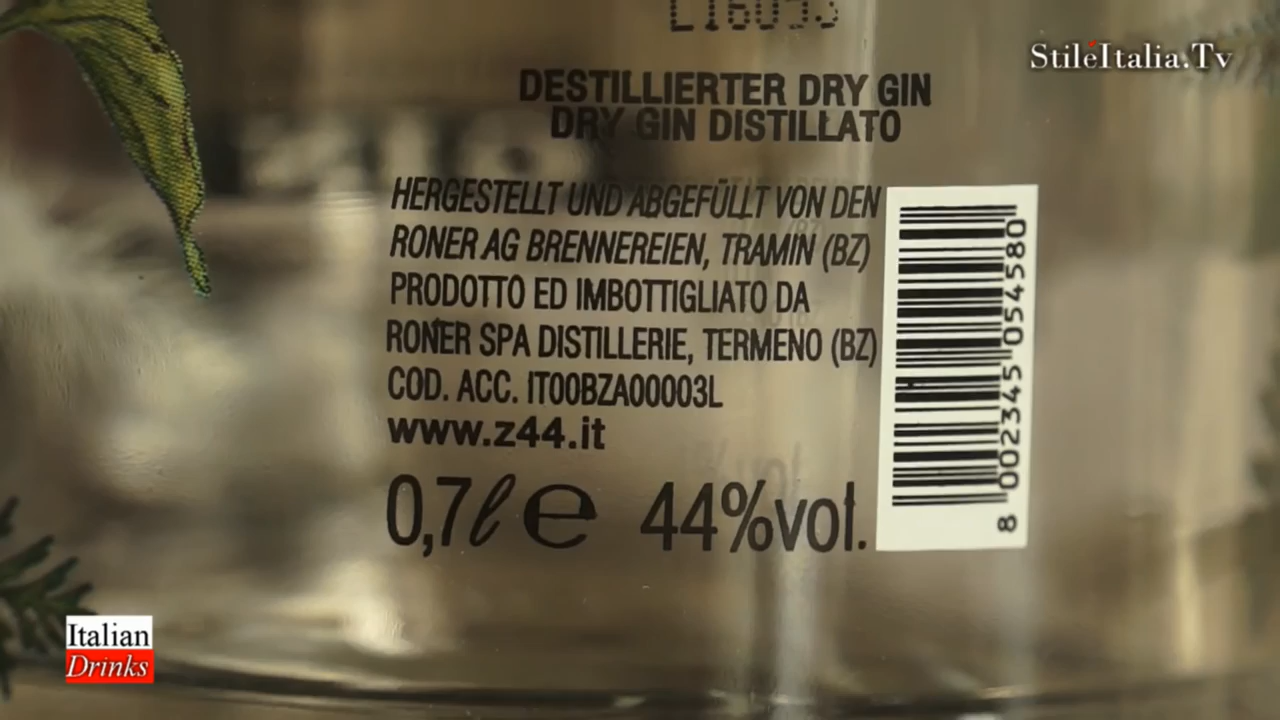 StileItalia.Tv
DESTILLIERTER DRY GIN
DRY GIN DISTILLATO
HERGESTELLT UND ABGEFÜLLT VON DEN
RONER AG BRENNEREIEN, TRAMIN (BZ)
PRODOTTO ED IMBOTTIGLIATO DA
RONER SPA DISTILLERIE, TERMENO (BZ)
COD. ACC. IT00BZA00003L
www.z44.it
0,7ℓ e 44%vol.
8 002345 054580
Italian
Drinks